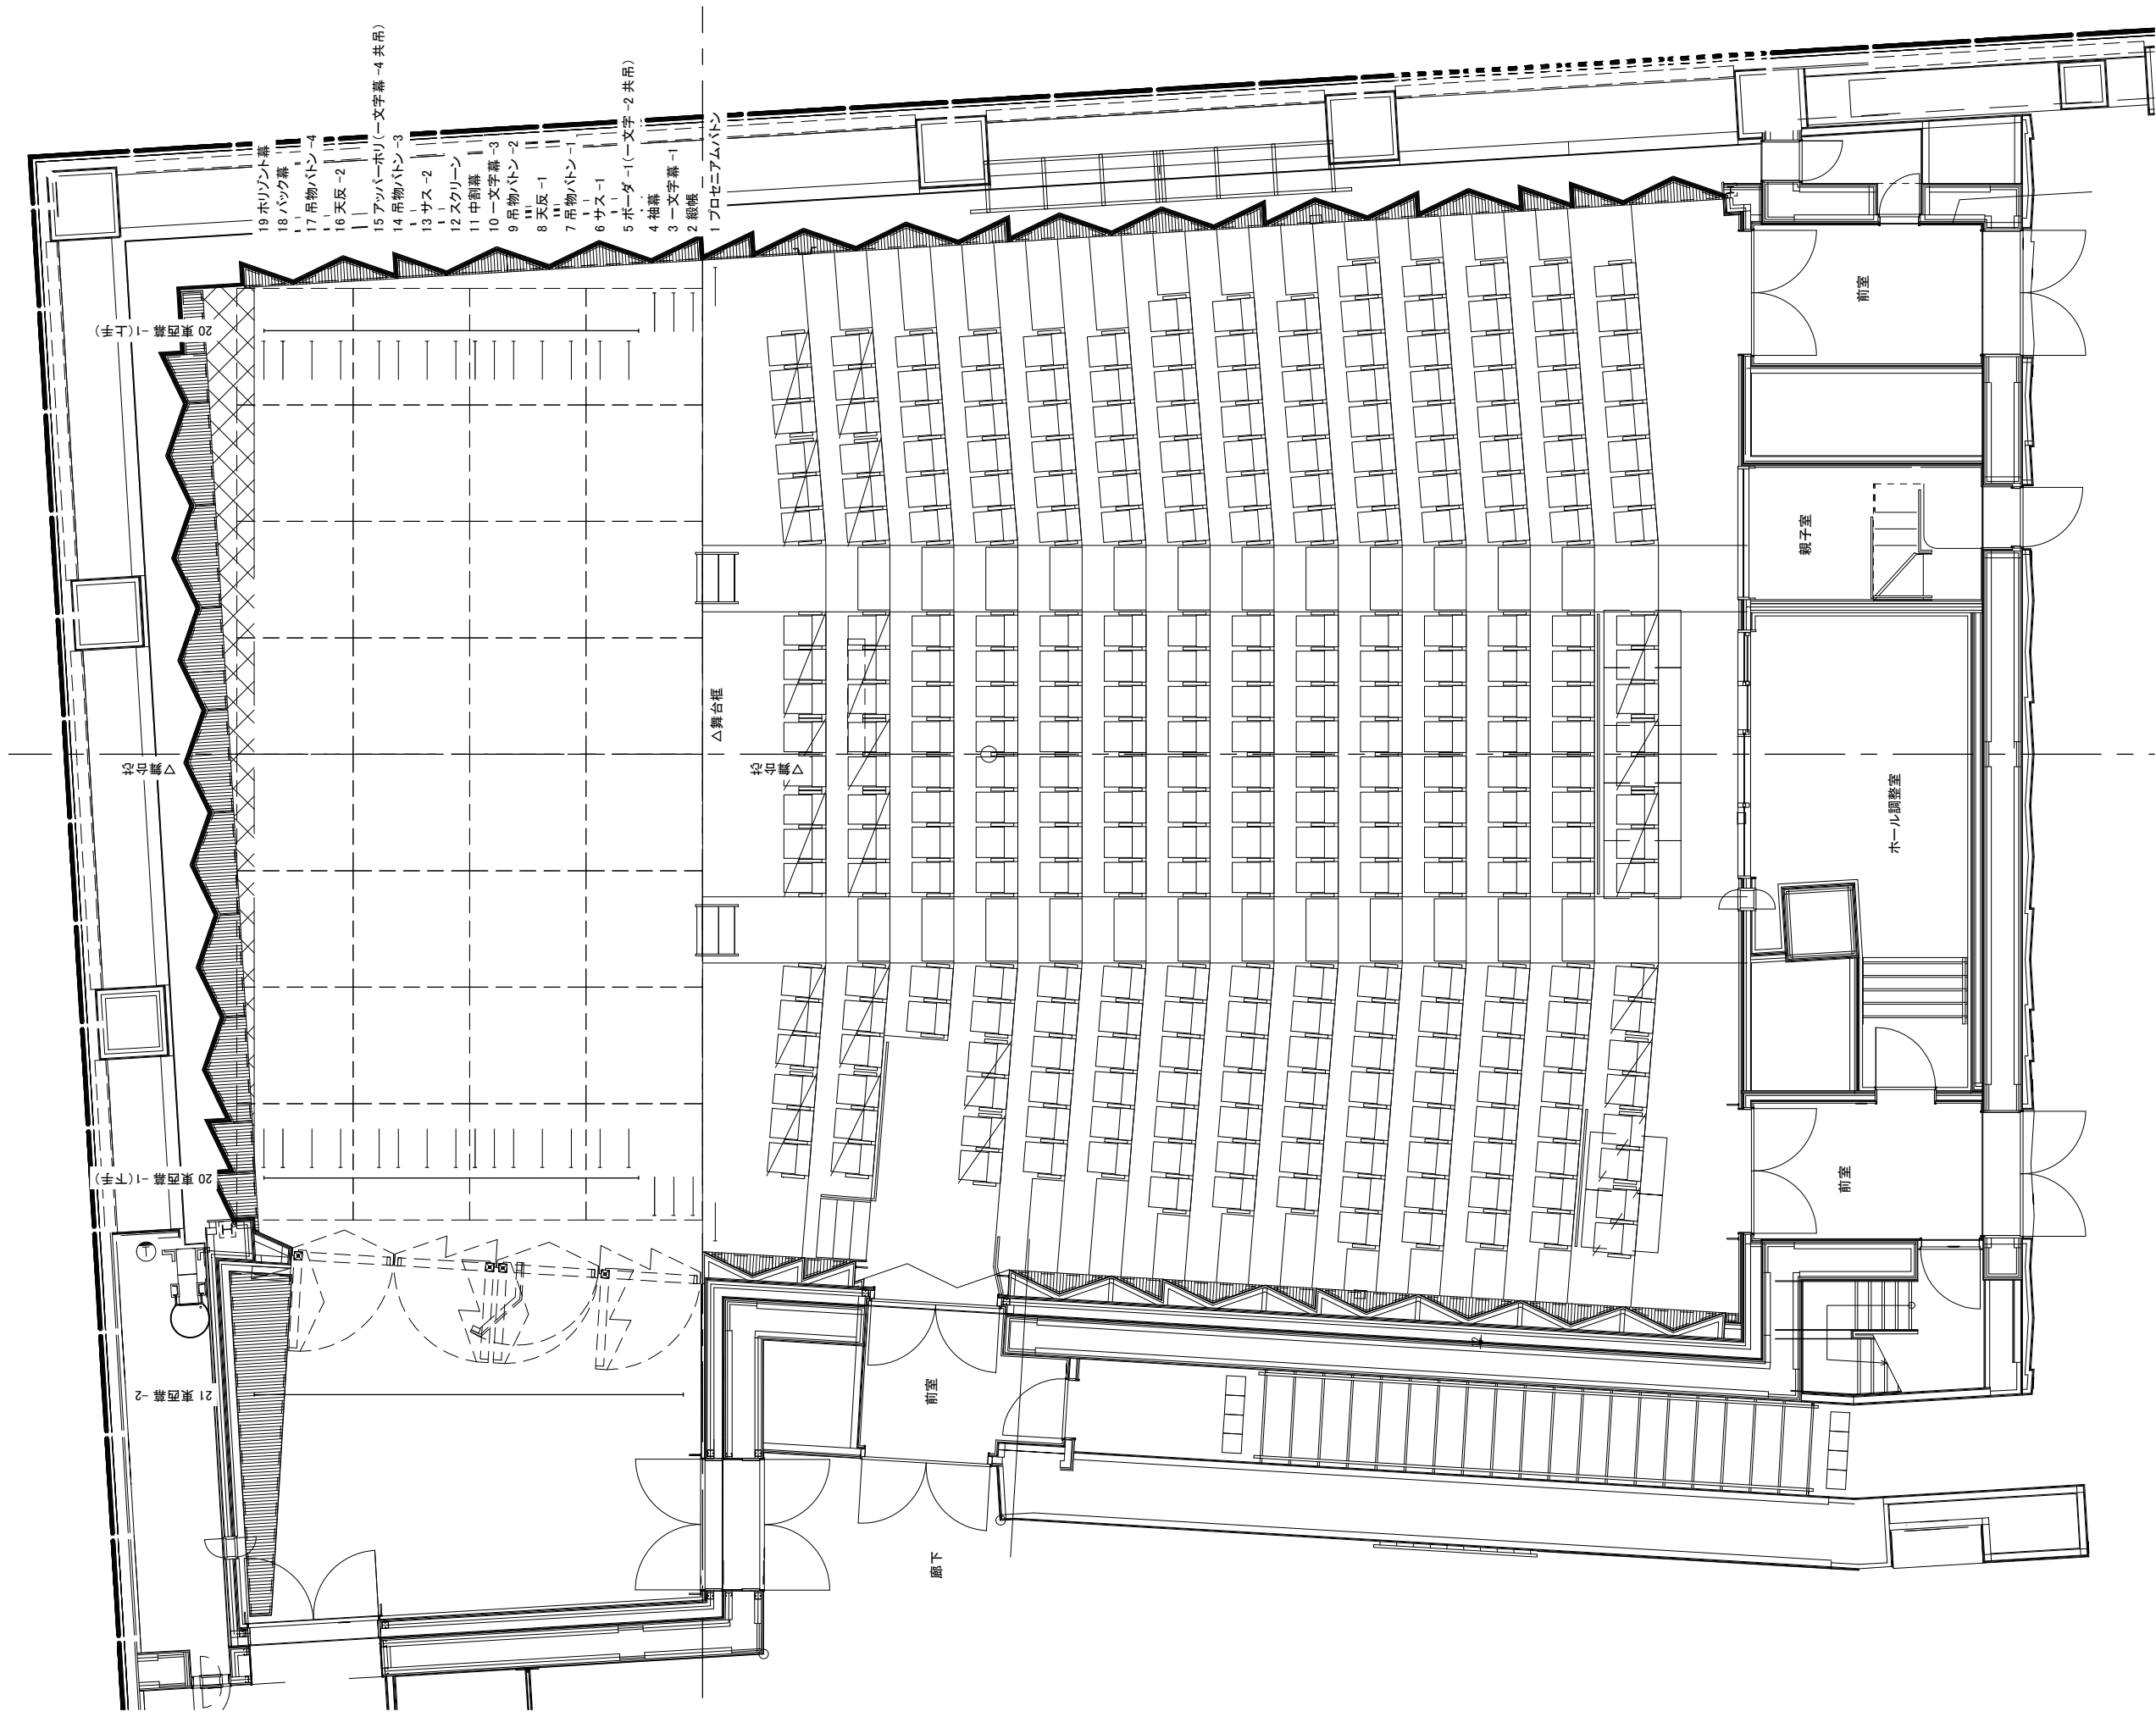 19 ホリゾント幕
18 バック幕
17 吊物バトン -4
16 天反 -2
15 アッパーホリ(一文字幕 -4 共吊)
14 吊物バトン -3
13 サス -2
12 スクリーン
11 中割幕
10 一文字幕 -3
9 吊物バトン -2
8 天反 -1
7 吊物バトン -1
6 サス -1
5 ボーダ -1(一文字 -2 共吊)
4 袖幕
3 一文字幕 -1
2 緞帳
1 プロセニアムバトン
20 東西幕 -1(上手)
前室
親子室
△舞台框
▽舞台芯
▽舞台芯
ホール調整室
20 東西幕 -1(下手)
前室
21 東西幕 -2
前室
廊下